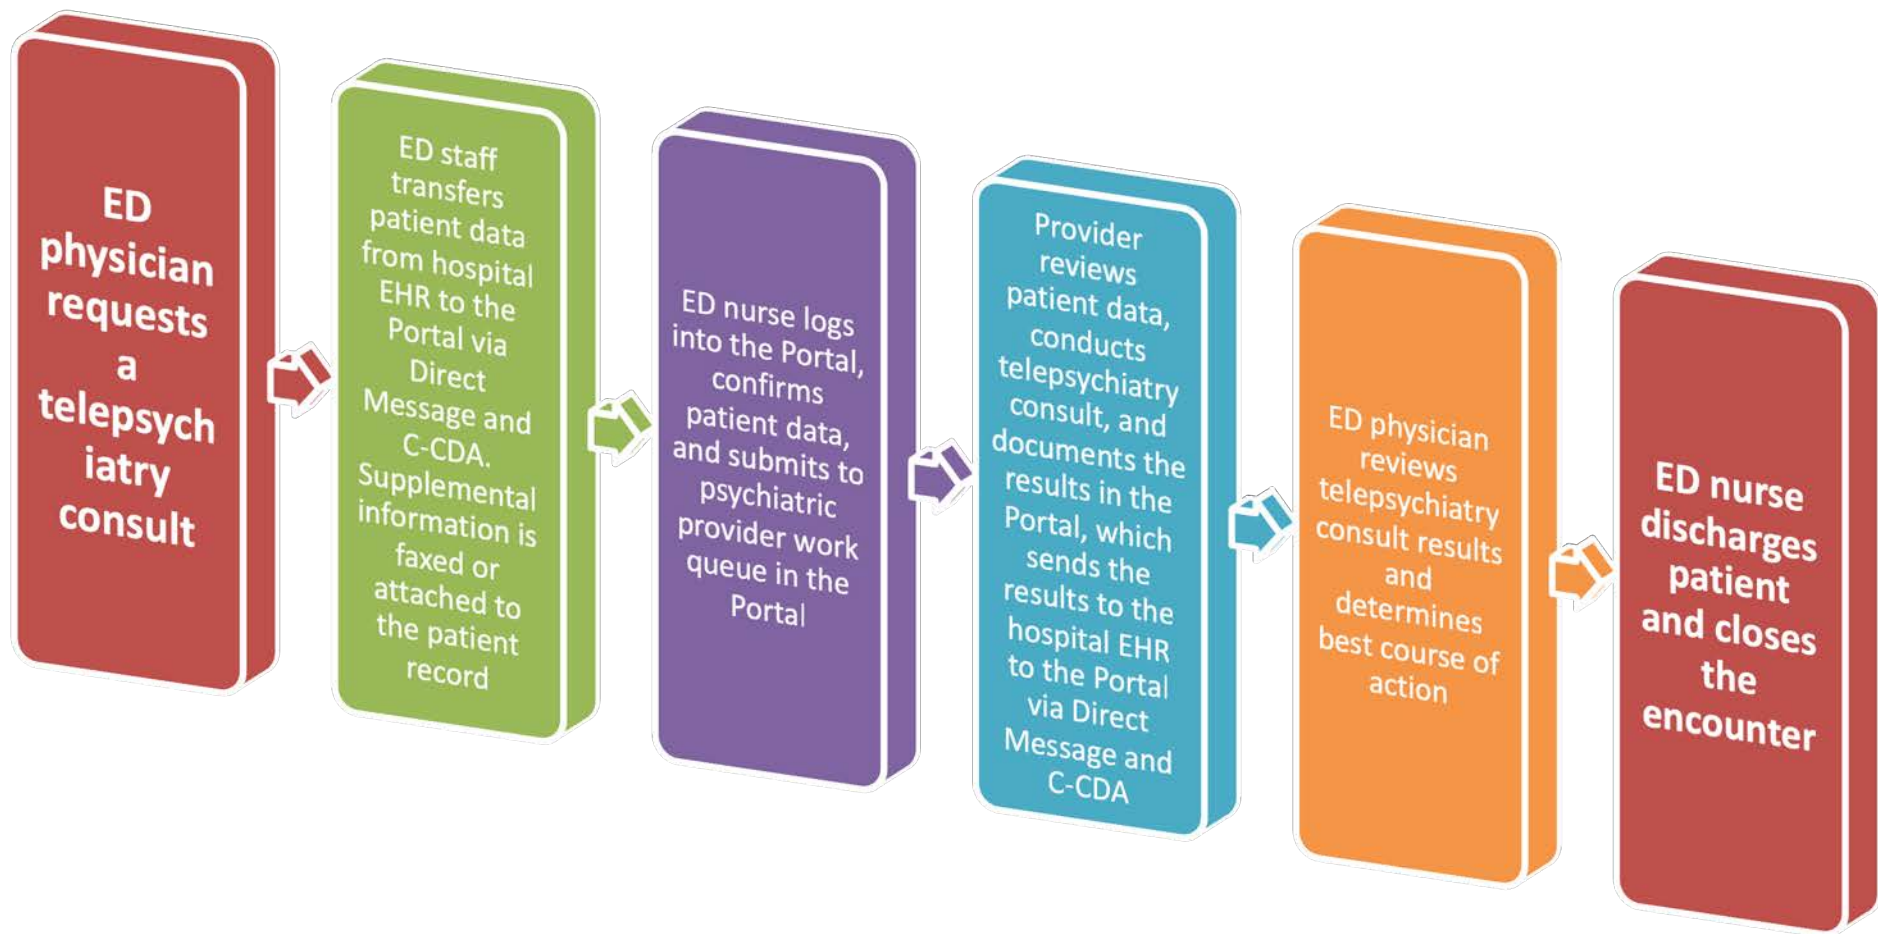 ED
physician
requests
a
telepsych
iatry
consult
ED staff
transfers
patient data
from hospital
EHR to the
Portal via
Direct
Message and
C-CDA.
Supplemental
information is
faxed or
attached to
the patient
record
ED nurse logs
into the Portal,
confirms
patient data,
and submits to
psychiatric
provider work
queue in the
Portal
Provider
reviews
patient data,
conducts
telepsychiatry
consult, and
documents the
results in the
Portal, which
sends the
results to the
hospital EHR
to the Portal
via Direct
Message and
C-CDA
ED physician
reviews
telepsychiatry
consult results
and
determines
best course of
action
ED nurse
discharges
patient
and closes
the
encounter